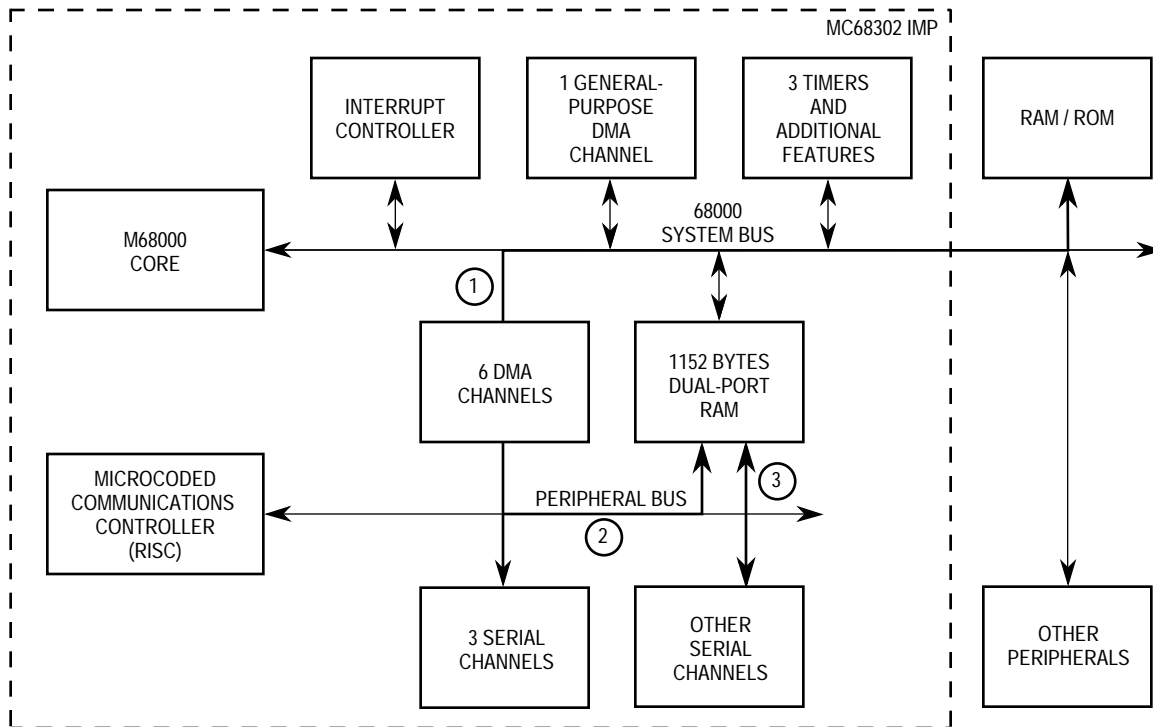 MC68302 IMP
INTERRUPT
CONTROLLER
1 GENERAL-
PURPOSE
DMA
CHANNEL
3 TIMERS
AND
ADDITIONAL
FEATURES
RAM / ROM
M68000
CORE
68000
SYSTEM BUS
1
6 DMA
CHANNELS
1152 BYTES
DUAL-PORT
RAM
MICROCODED
COMMUNICATIONS
CONTROLLER
(RISC)
PERIPHERAL BUS
2
3
3 SERIAL
CHANNELS
OTHER
SERIAL
CHANNELS
OTHER
PERIPHERALS